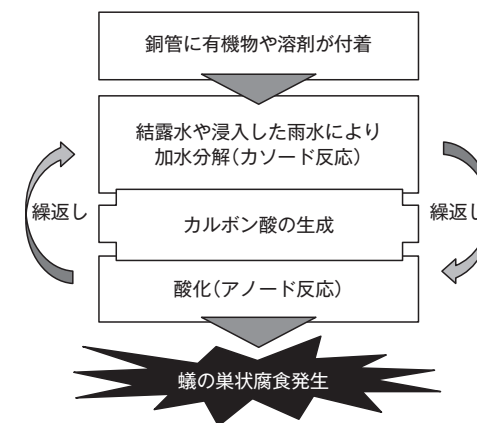 銅管に有機物や溶剤が付着
結露水や浸入した雨水により
加水分解(カソード反応)
繰返し
カルボン酸の生成
繰返し
酸化(アノード反応)
蟻の巣状腐食発生